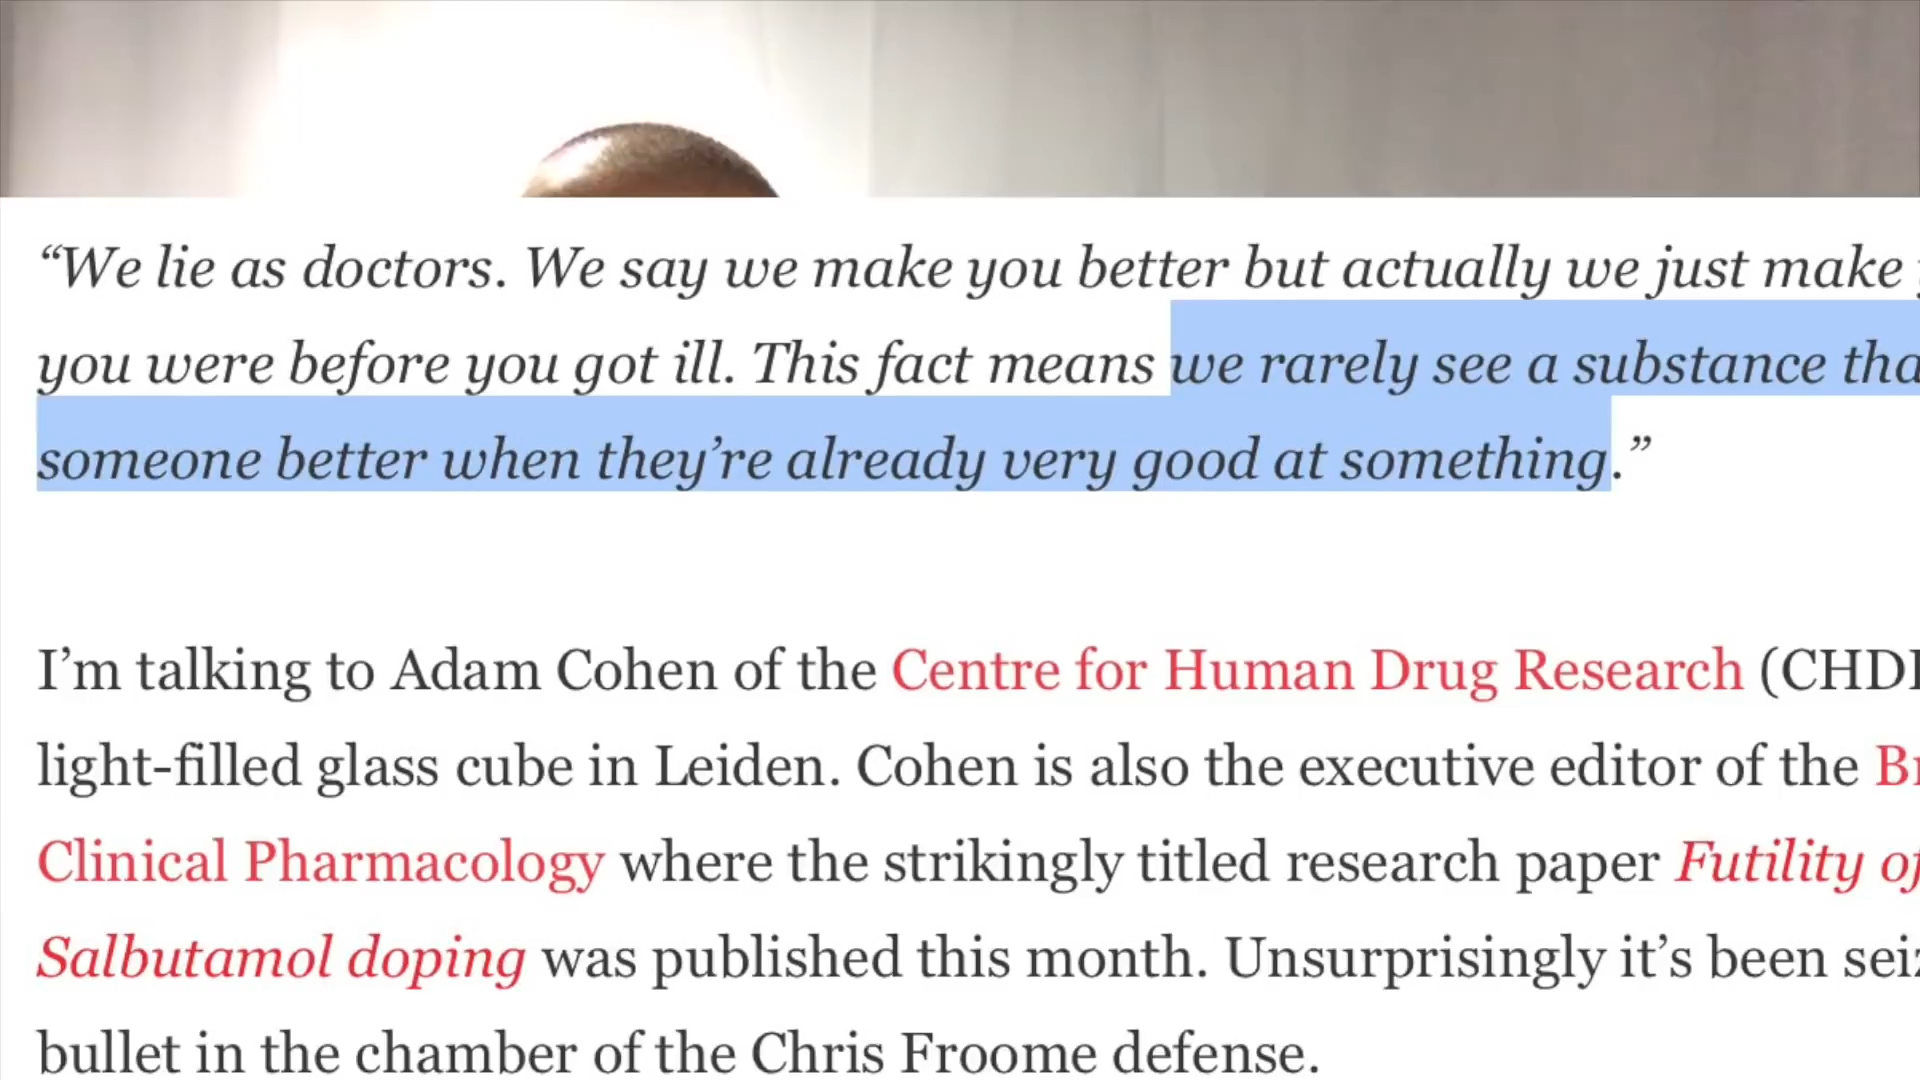 “We lie as doctors. We say we make you better but actually we just make
you were before you got ill. This fact means we rarely see a substance
someone better when they’re already very good at something.”
I’m talking to Adam Cohen of the Centre for Human Drug Research
light-filled glass cube in Leiden. Cohen is also the executive editor of the
Clinical Pharmacology where the strikingly titled research paper Futility of
Salbutamol doping was published this month. Unsurprisingly it’s been
bullet in the chamber of the Chris Froome defense.